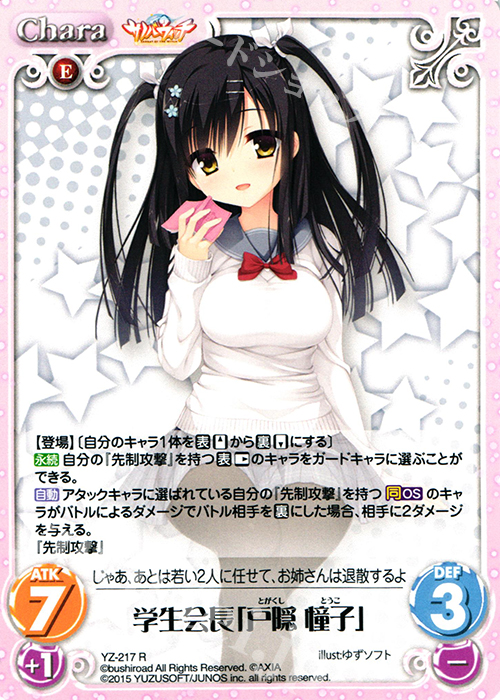 Chara
サノバウィッチ
E
【登場】〔自分のキャラ1体を表から裏にする〕
永続 自分の『先制攻撃』を持つ表のキャラをガードキャラに選ぶことが
できる。
自動 アタックキャラに選ばれている自分の『先制攻撃』を持つ 同OS のキャ
ラがバトルによるダメージでバトル相手を裏にした場合、相手に2ダメージ
を与える。
『先制攻撃』
じゃあ、あとは若い2人に任せて、お姉さんは退散するよ
ATK
7
+1
とがくし とうこ
学生会長「戸隠 憧子」
DEF
3
−
YZ-217 R
illust:ゆずソフト
©bushiroad All Rights Reserved. ©AXIA
©2015 YUZUSOFT/JUNOS Inc. all rights reserved.